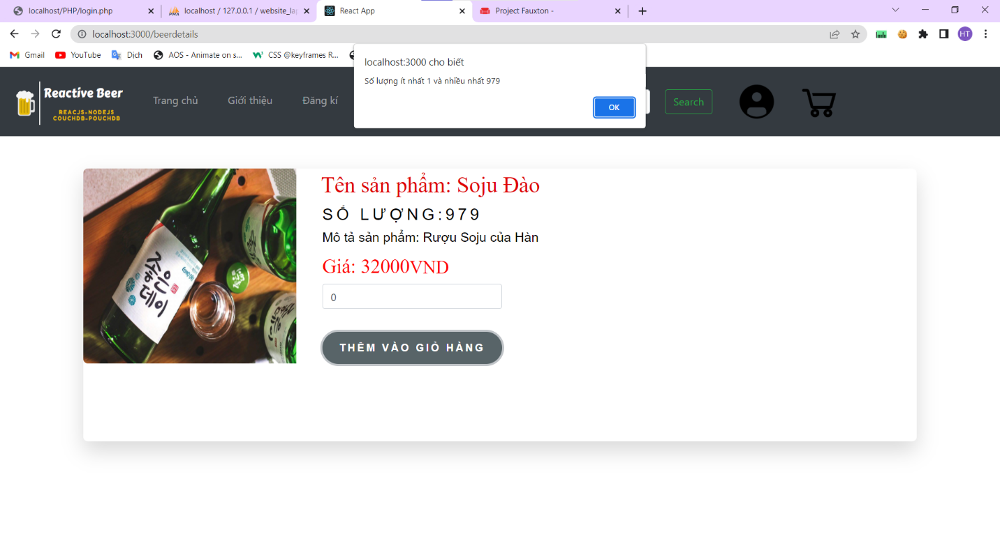 localhost/PHP/login.php
localhost / 127.0.0.1 / website_la
React App
Project Fauxton -
localhost:3000/beerdetails
HT
Gmail
YouTube
Dịch
AOS - Animate on s...
CSS @keyframes R...
localhost:3000 cho biết
Số lượng ít nhất 1 và nhiều nhất 979
OK
Reactive Beer
REACJS-NODEJS
COUCHDB-POUCHDB
Trang chủ
Giới thiệu
Đăng kí
Search
Tên sản phẩm: Soju Đào
SỐ LƯỢNG:979
Mô tả sản phẩm: Rượu Soju của Hàn
Giá: 32000VND
0
THÊM VÀO GIỎ HÀNG
좋은
데이